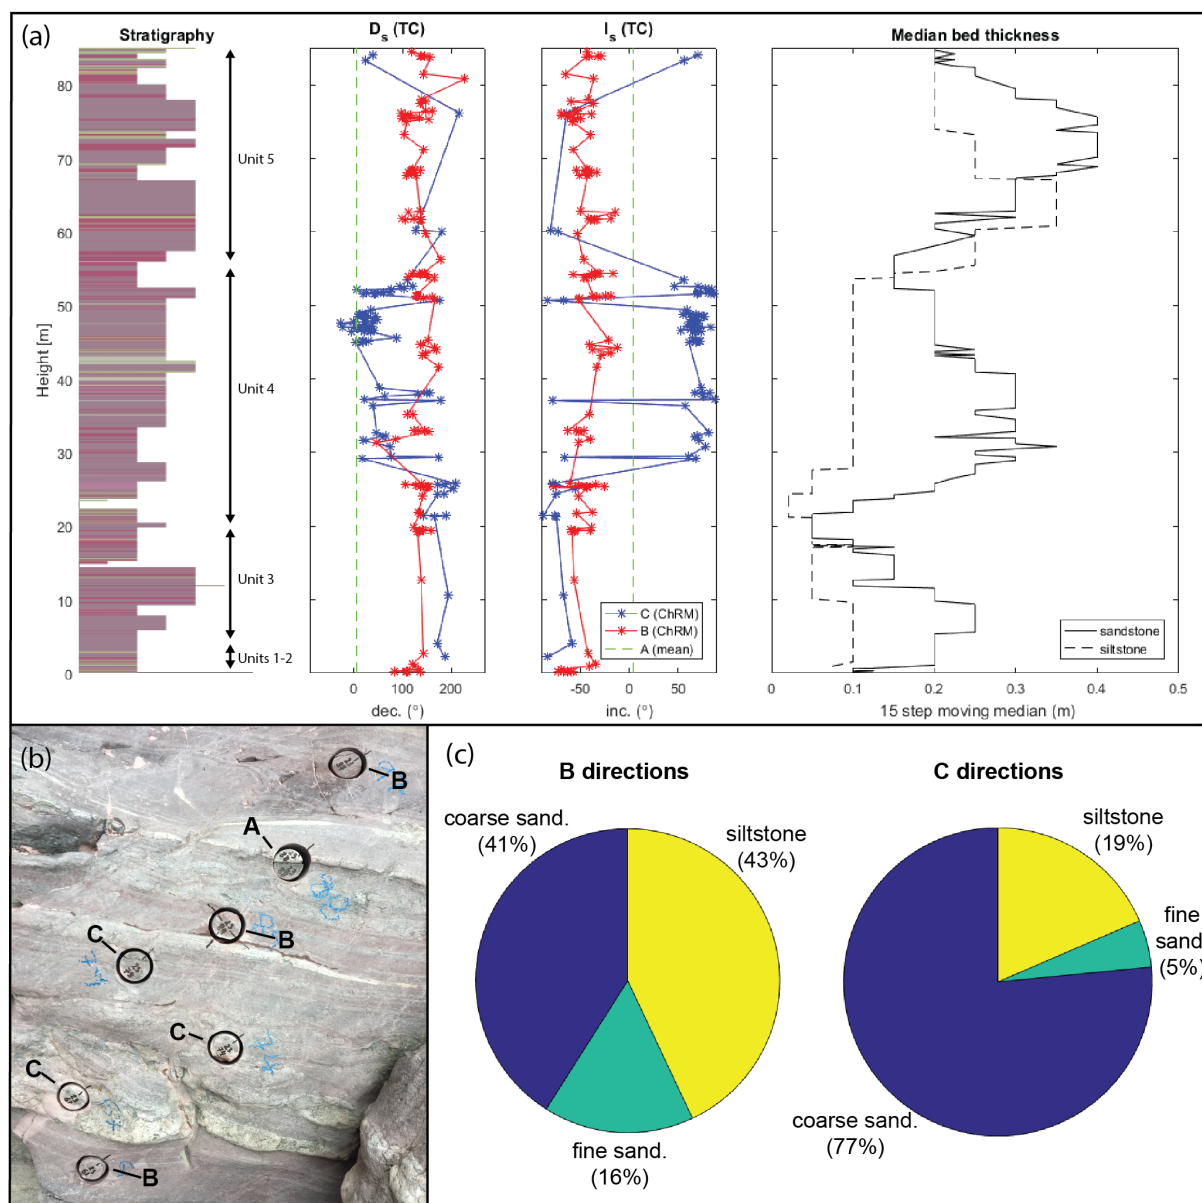 (a)
Stratigraphy
Ds (TC)
Is (TC)
Median bed thickness
Height [m]
80
70
60
50
40
30
20
10
0
Unit 5
Unit 4
Unit 3
Units 1-2
0 100 200
dec. (°)
-50 0 50
inc. (°)
C (ChRM)
B (ChRM)
A (mean)
sandstone
siltstone
0 0.1 0.2 0.3 0.4 0.5
15 step moving median (m)
(b)
B
A
B
C
C
C
B
(c)
B directions
C directions
coarse sand.
(41%)
siltstone
(43%)
fine sand.
(16%)
siltstone
(19%)
fine
sand.
(5%)
coarse sand.
(77%)